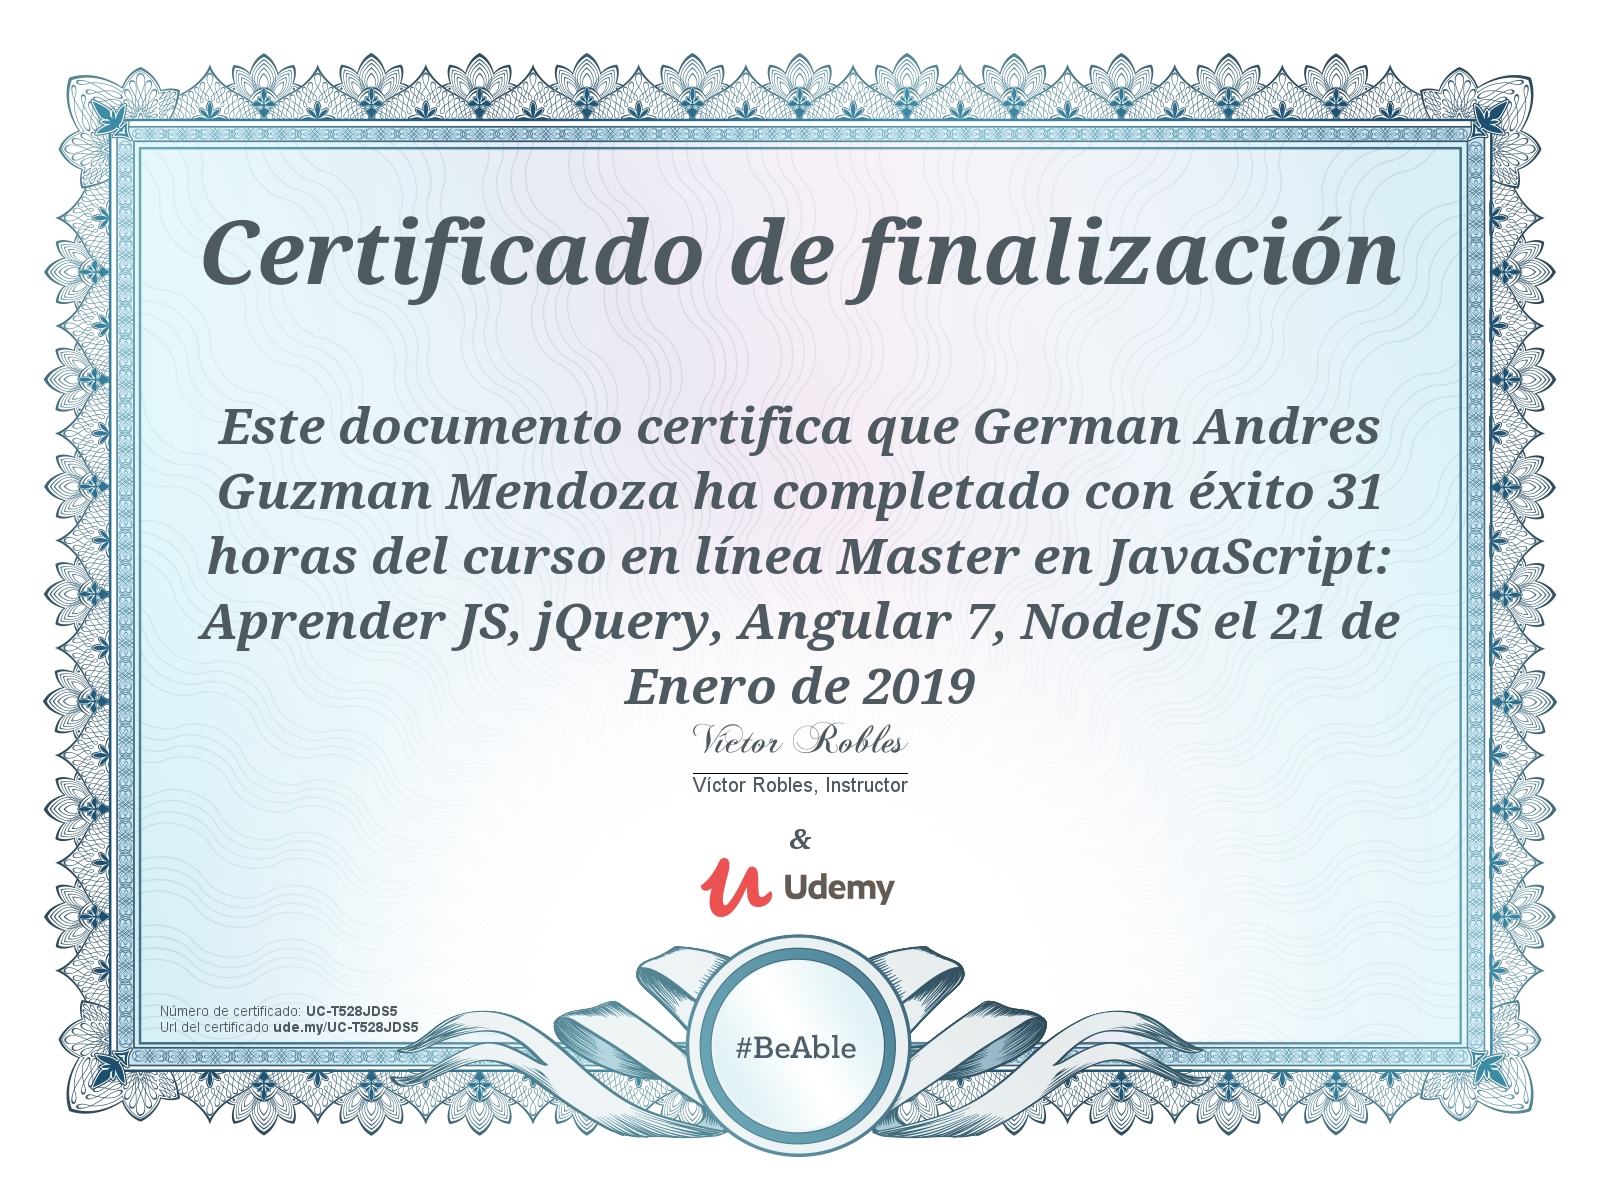 Certificado de finalización
Este documento certifica que German Andres
Guzman Mendoza ha completado con éxito 31
horas del curso en línea Master en JavaScript:
Aprender JS, jQuery, Angular 7, NodeJS el 21 de
Enero de 2019
Víctor Robles
Víctor Robles, Instructor
&
Udemy
Número de certificado: UC-T528JDS5
Url del certificado ude.my/UC-T528JDS5
#BeAble